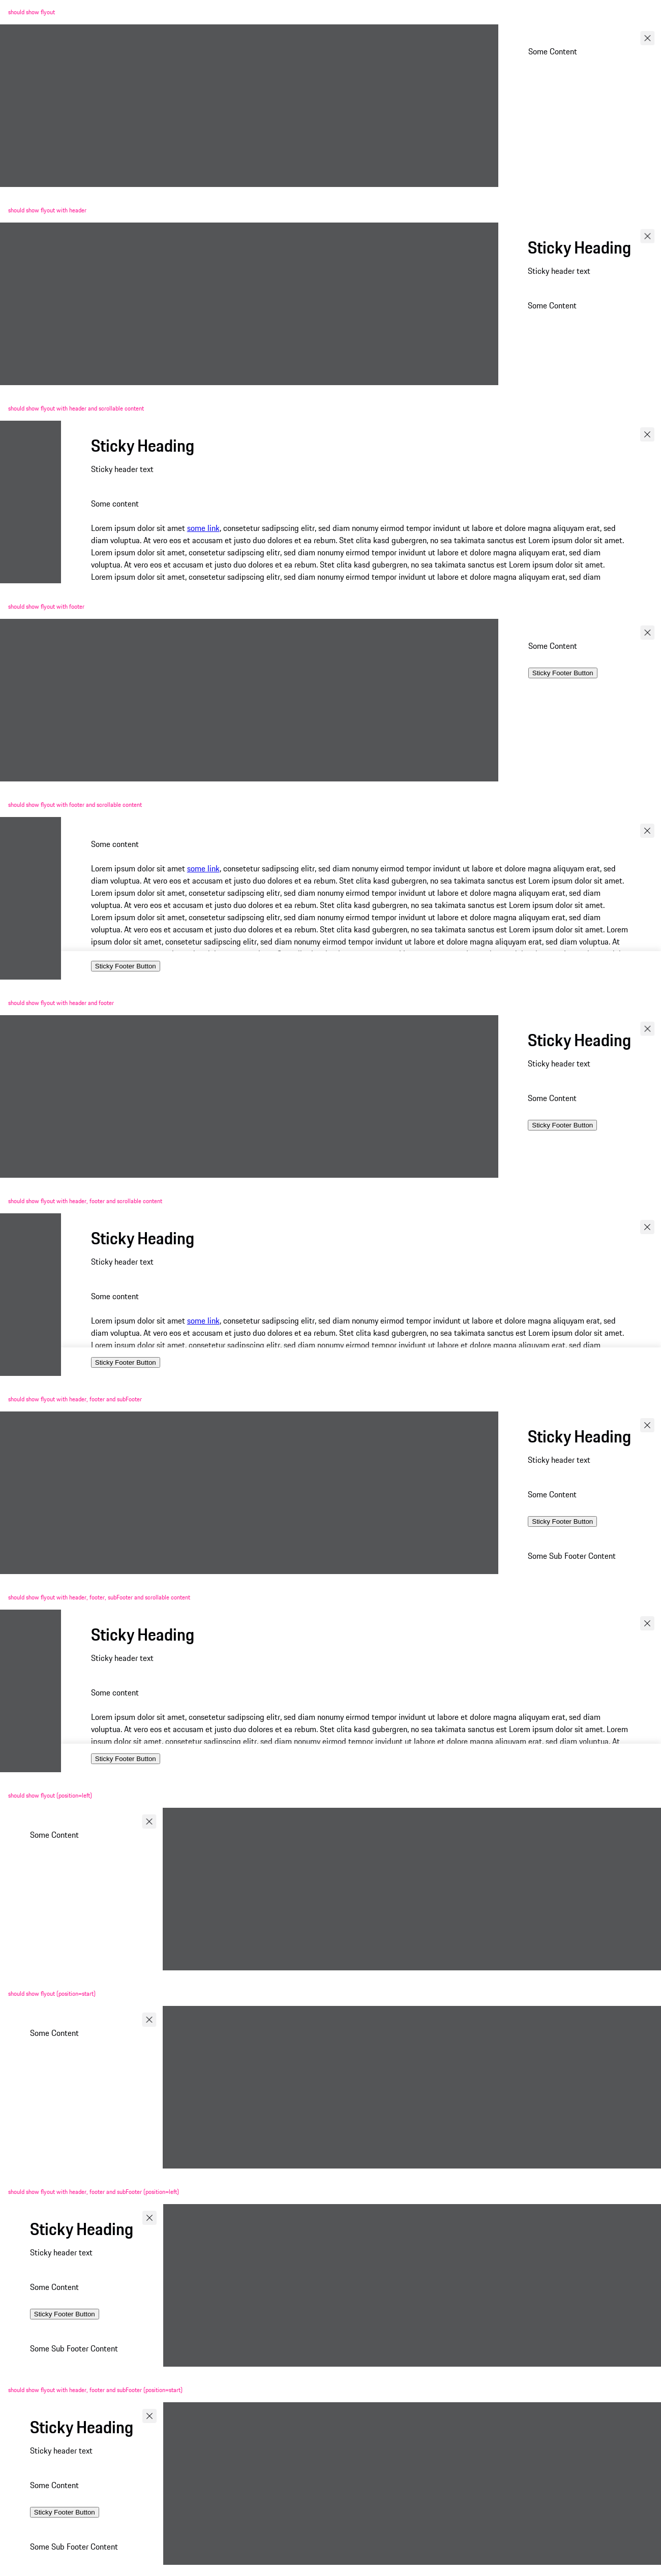 should show flyout
Some Content
should show flyout with header
Sticky Heading
Sticky header text
Some Content
should show flyout with header and scrollable content
Sticky Heading
Sticky header text
Some content
Lorem ipsum dolor sit amet some link, consetetur sadipscing elitr, sed diam nonumy eirmod tempor invidunt ut labore et dolore magna aliquyam erat, sed
diam voluptua. At vero eos et accusam et justo duo dolores et ea rebum. Stet clita kasd gubergren, no sea takimata sanctus est Lorem ipsum dolor sit amet.
Lorem ipsum dolor sit amet, consetetur sadipscing elitr, sed diam nonumy eirmod tempor invidunt ut labore et dolore magna aliquyam erat, sed diam
voluptua. At vero eos et accusam et justo duo dolores et ea rebum. Stet clita kasd gubergren, no sea takimata sanctus est Lorem ipsum dolor sit amet.
Lorem ipsum dolor sit amet, consetetur sadipscing elitr, sed diam nonumy eirmod tempor invidunt ut labore et dolore magna aliquyam erat, sed diam
should show flyout with footer
Some Content
Sticky Footer Button
should show flyout with footer and scrollable content
Some content
Lorem ipsum dolor sit amet some link, consetetur sadipscing elitr, sed diam nonumy eirmod tempor invidunt ut labore et dolore magna aliquyam erat, sed
diam voluptua. At vero eos et accusam et justo duo dolores et ea rebum. Stet clita kasd gubergren, no sea takimata sanctus est Lorem ipsum dolor sit amet.
Lorem ipsum dolor sit amet, consetetur sadipscing elitr, sed diam nonumy eirmod tempor invidunt ut labore et dolore magna aliquyam erat, sed diam
voluptua. At vero eos et accusam et justo duo dolores et ea rebum. Stet clita kasd gubergren, no sea takimata sanctus est Lorem ipsum dolor sit amet.
Lorem ipsum dolor sit amet, consetetur sadipscing elitr, sed diam nonumy eirmod tempor invidunt ut labore et dolore magna aliquyam erat, sed diam
voluptua. At vero eos et accusam et justo duo dolores et ea rebum. Stet clita kasd gubergren, no sea takimata sanctus est Lorem ipsum dolor sit amet. Lorem
ipsum dolor sit amet, consetetur sadipscing elitr, sed diam nonumy eirmod tempor invidunt ut labore et dolore magna aliquyam erat, sed diam voluptua. At
Sticky Footer Button
should show flyout with header and footer
Sticky Heading
Sticky header text
Some Content
Sticky Footer Button
should show flyout with header, footer and scrollable content
Sticky Heading
Sticky header text
Some content
Lorem ipsum dolor sit amet some link, consetetur sadipscing elitr, sed diam nonumy eirmod tempor invidunt ut labore et dolore magna aliquyam erat, sed
diam voluptua. At vero eos et accusam et justo duo dolores et ea rebum. Stet clita kasd gubergren, no sea takimata sanctus est Lorem ipsum dolor sit amet.
Lorem ipsum dolor sit amet, consetetur sadipscing elitr, sed diam nonumy eirmod tempor invidunt ut labore et dolore magna aliquyam erat, sed diam
Sticky Footer Button
should show flyout with header, footer and subFooter
Sticky Heading
Sticky header text
Some Content
Sticky Footer Button
Some Sub Footer Content
should show flyout with header, footer, subFooter and scrollable content
Sticky Heading
Sticky header text
Some content
Lorem ipsum dolor sit amet, consetetur sadipscing elitr, sed diam nonumy eirmod tempor invidunt ut labore et dolore magna aliquyam erat, sed diam
voluptua. At vero eos et accusam et justo duo dolores et ea rebum. Stet clita kasd gubergren, no sea takimata sanctus est Lorem ipsum dolor sit amet. Lorem
ipsum dolor sit amet, consetetur sadipscing elitr, sed diam nonumy eirmod tempor invidunt ut labore et dolore magna aliquyam erat, sed diam voluptua. At
Sticky Footer Button
should show flyout (position=left)
Some Content
should show flyout (position=start)
Some Content
should show flyout with header, footer and subFooter (position=left)
Sticky Heading
Sticky header text
Some Content
Sticky Footer Button
Some Sub Footer Content
should show flyout with header, footer and subFooter (position=start)
Sticky Heading
Sticky header text
Some Content
Sticky Footer Button
Some Sub Footer Content